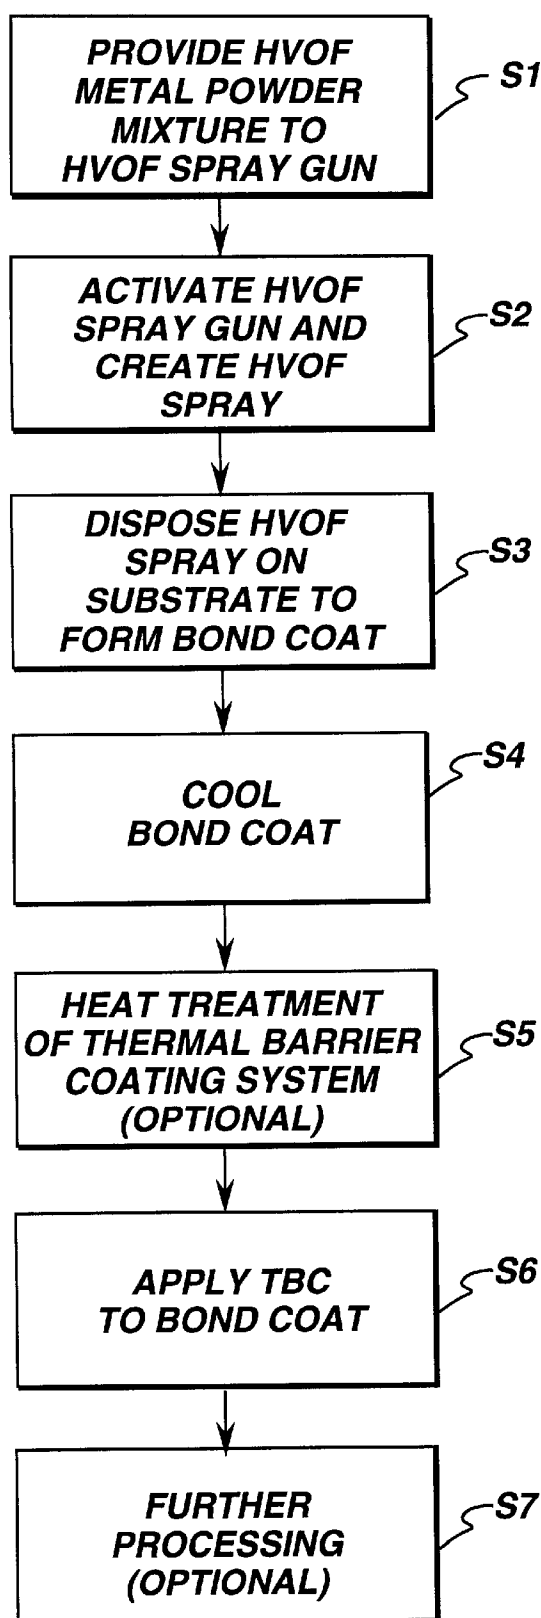 PROVIDE HVOF
METAL POWDER
MIXTURE TO
HVOF SPRAY GUN
S1
ACTIVATE HVOF
SPRAY GUN AND
CREATE HVOF
SPRAY
S2
DISPOSE HVOF
SPRAY ON
SUBSTRATE TO
FORM BOND COAT
S3
COOL
BOND COAT
S4
HEAT TREATMENT
OF THERMAL BARRIER
COATING SYSTEM
(OPTIONAL)
S5
APPLY TBC
TO BOND COAT
S6
FURTHER
PROCESSING
(OPTIONAL)
S7